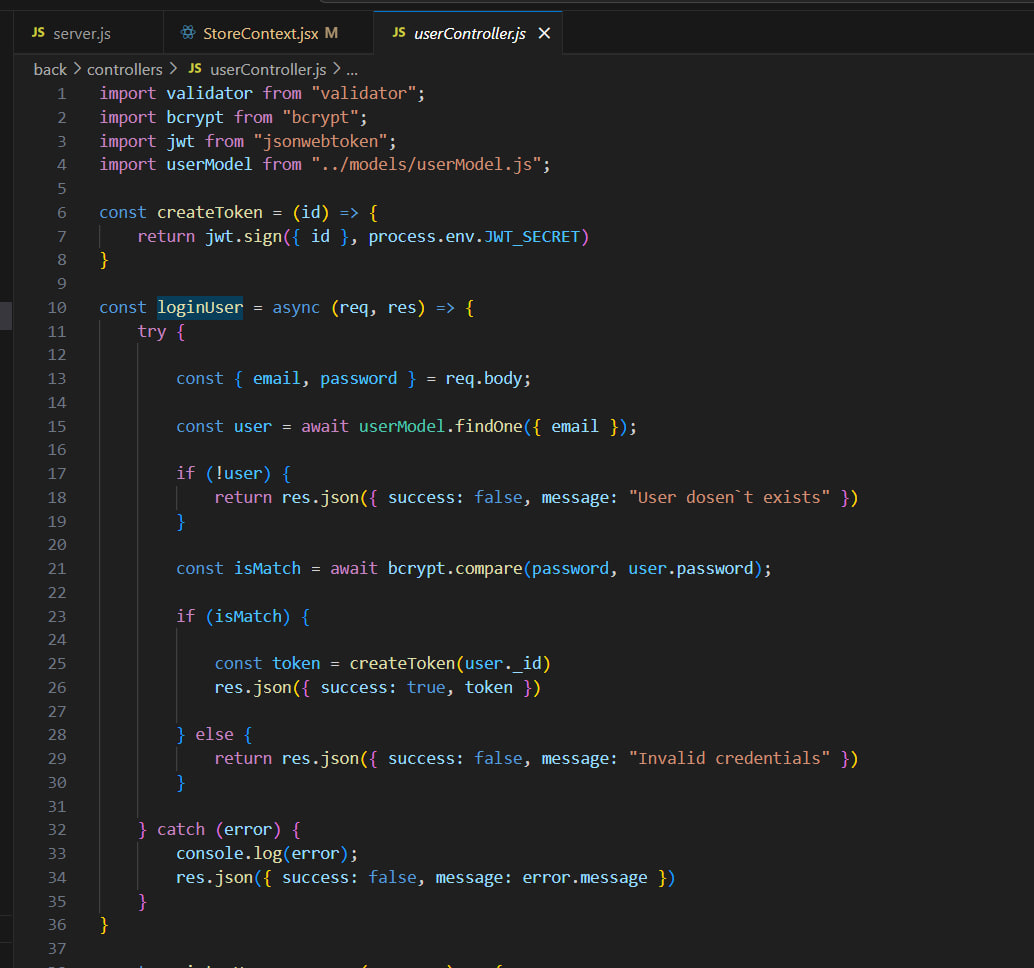 JS server.js StoreContext.jsx M JS userController.js
back > controllers > JS userController.js > ...
1 import validator from "validator";
2 import bcrypt from "bcrypt";
3 import jwt from "jsonwebtoken";
4 import userModel from "../models/userModel.js";
5
6 const createToken = (id) => {
7 return jwt.sign({ id }, process.env.JWT_SECRET)
8 }
9
10 const loginUser = async (req, res) => {
11 try {
12
13 const { email, password } = req.body;
14
15 const user = await userModel.findOne({ email });
16
17 if (!user) {
18 return res.json({ success: false, message: "User dosen`t exists" })
19 }
20
21 const isMatch = await bcrypt.compare(password, user.password);
22
23 if (isMatch) {
24
25 const token = createToken(user._id)
26 res.json({ success: true, token })
27
28 } else {
29 return res.json({ success: false, message: "Invalid credentials" })
30 }
31
32 } catch (error) {
33 console.log(error);
34 res.json({ success: false, message: error.message })
35 }
36 }
37